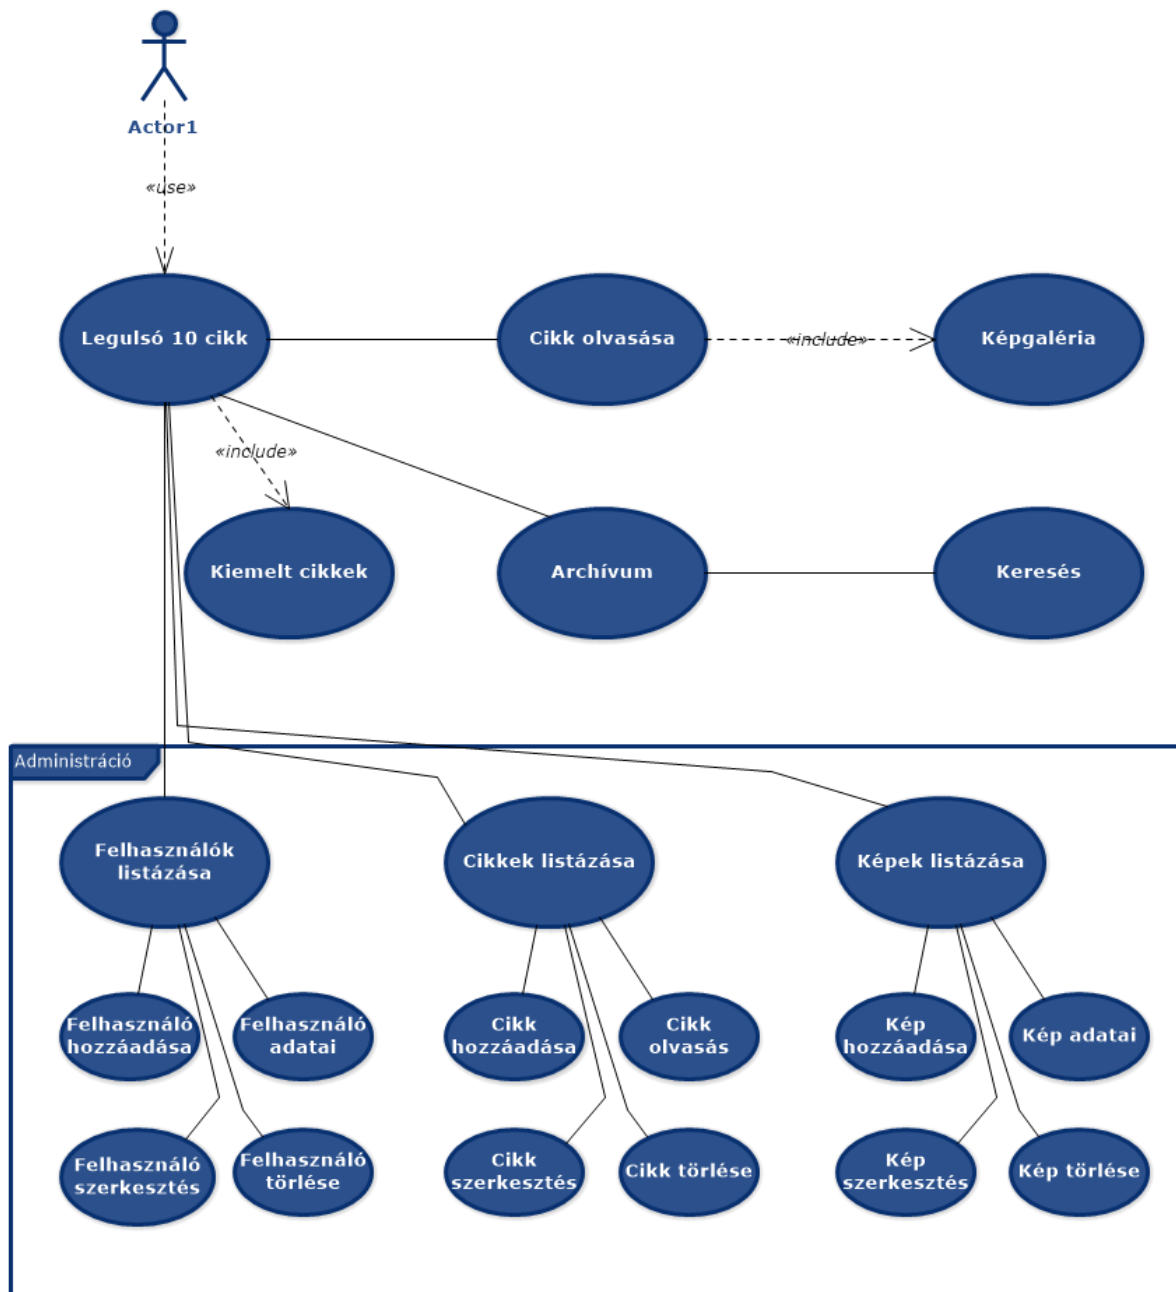 Actor1
«use»
Legulsó 10 cikk
Cikk olvasása
«include»
Képgaléria
«include»
Kiemelt cikkek
Archívum
Keresés
Administráció
Felhasználók
listázása
Cikkek listázása
Képek listázása
Felhasználó
hozzáadása
Felhasználó
adatai
Cikk
hozzáadása
Cikk
olvasás
Kép
hozzáadása
Kép adatai
Felhasználó
szerkesztés
Felhasználó
törlése
Cikk
szerkesztés
Cikk törlése
Kép
szerkesztés
Kép törlése